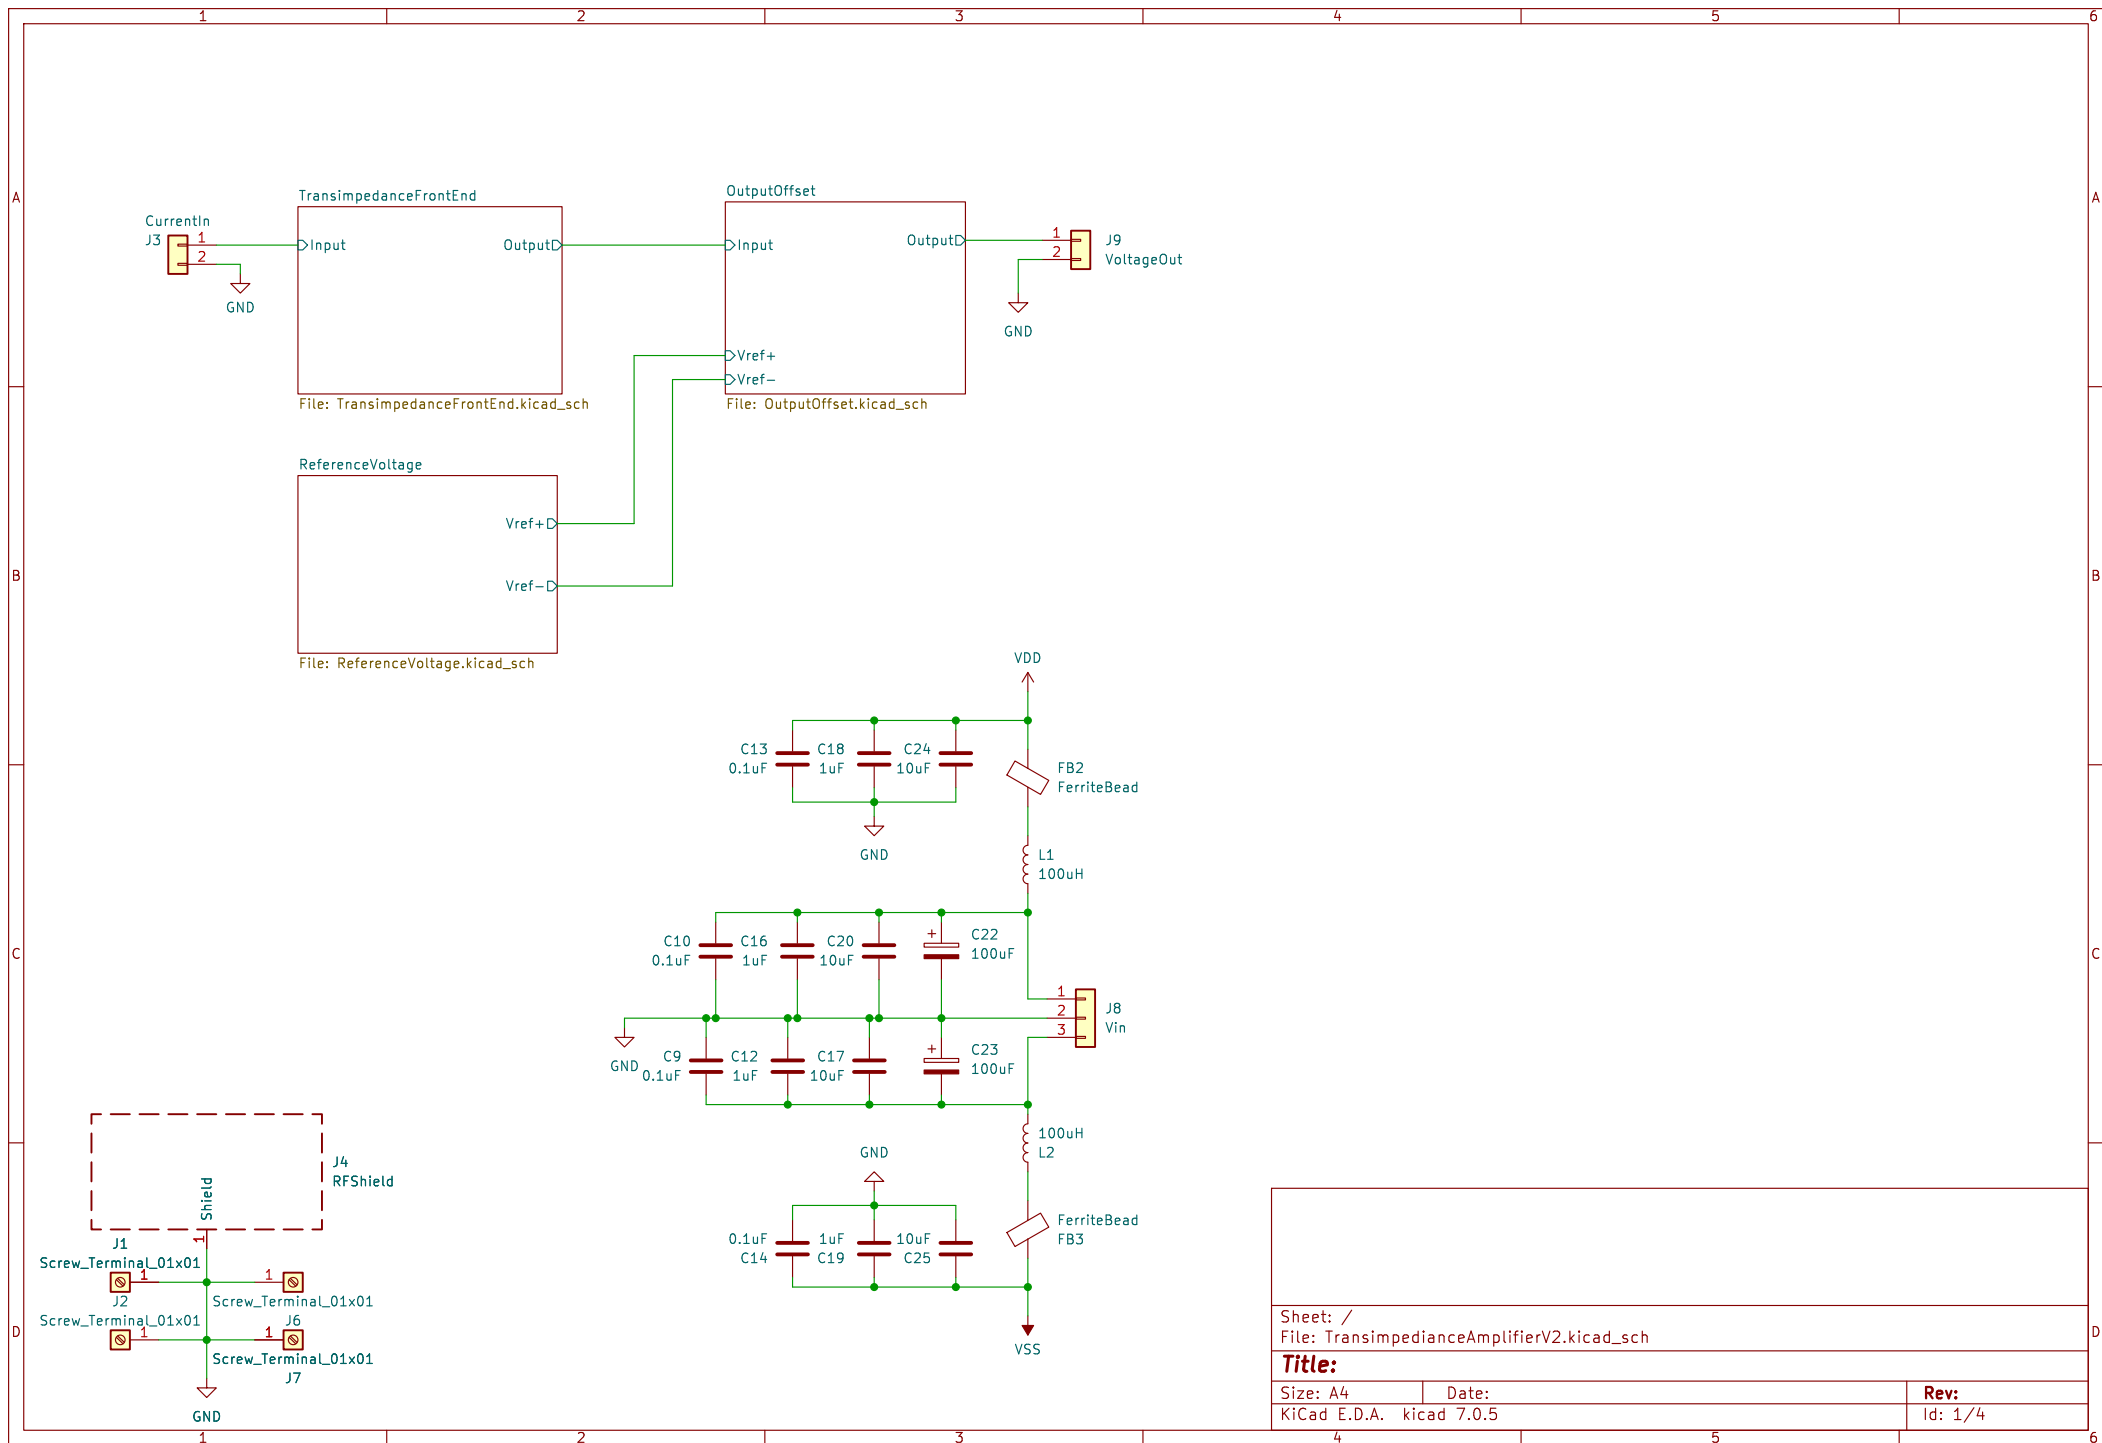 1 2 3 4 5 6
A A
TransimpedanceFrontEnd
Input Output
File: TransimpedanceFrontEnd.kicad_sch
OutputOffset
Input Output
Vref+
Vref-
File: OutputOffset.kicad_sch
CurrentIn
J3
1
2
GND
1
2
J9
VoltageOut
GND
B B
ReferenceVoltage
Vref+
Vref-
File: ReferenceVoltage.kicad_sch
VDD
C13
0.1uF
C18
1uF
C24
10uF
FB2
FerriteBead
GND
L1
100uH
C C
C10
0.1uF
C16
1uF
C20
10uF
+
C22
100uF
1
2
3
J8
Vin
GND
C9
0.1uF
C12
1uF
C17
10uF
+
C23
100uF
100uH
L2
GND
0.1uF
C14
1uF
C19
10uF
C25
FerriteBead
FB3
VSS
D D
J4
RFShield
Shield
1
J1
Screw_Terminal_01x01
1
J2
Screw_Terminal_01x01
1
1
Screw_Terminal_01x01
J6
1
Screw_Terminal_01x01
J7
GND
Sheet: /
File: TransimpedianceAmplifierV2.kicad_sch
Title:
Size: A4 Date: Rev:
KiCad E.D.A. kicad 7.0.5 Id: 1/4
1 2 3 4 5 6